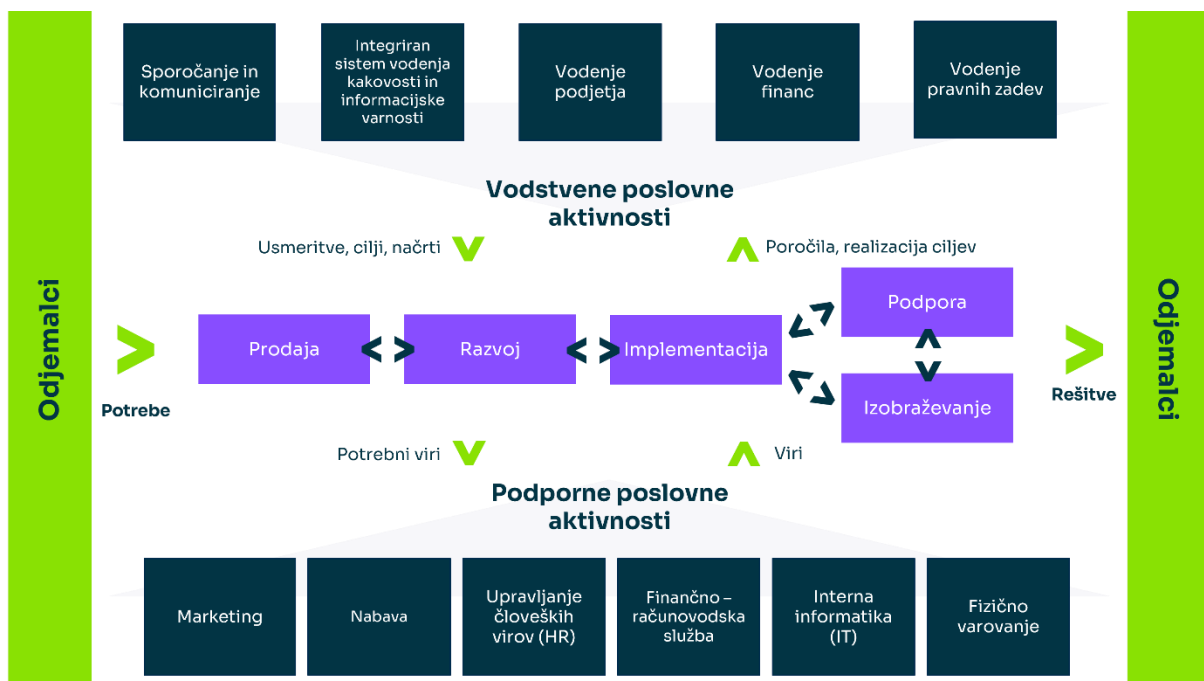 Sporočanje in
komuniciranje
Integriran
sistem vodenja
kakovosti in
informacijske
varnosti
Vodenje
podjetja
Vodenje
financ
Vodenje
pravnih zadev
Vodstvene poslovne
aktivnosti
Usmeritve, cilji, načrti
Poročila, realizacija ciljev
Odjemalci
Potrebe
Prodaja
Razvoj
Implementacija
Podpora
Izobraževanje
Rešitve
Odjemalci
Potrebni viri
Viri
Podporne poslovne
aktivnosti
Marketing
Nabava
Upravljanje
človeških
virov (HR)
Finančno –
računovodska
služba
Interna
informatika
(IT)
Fizično
varovanje